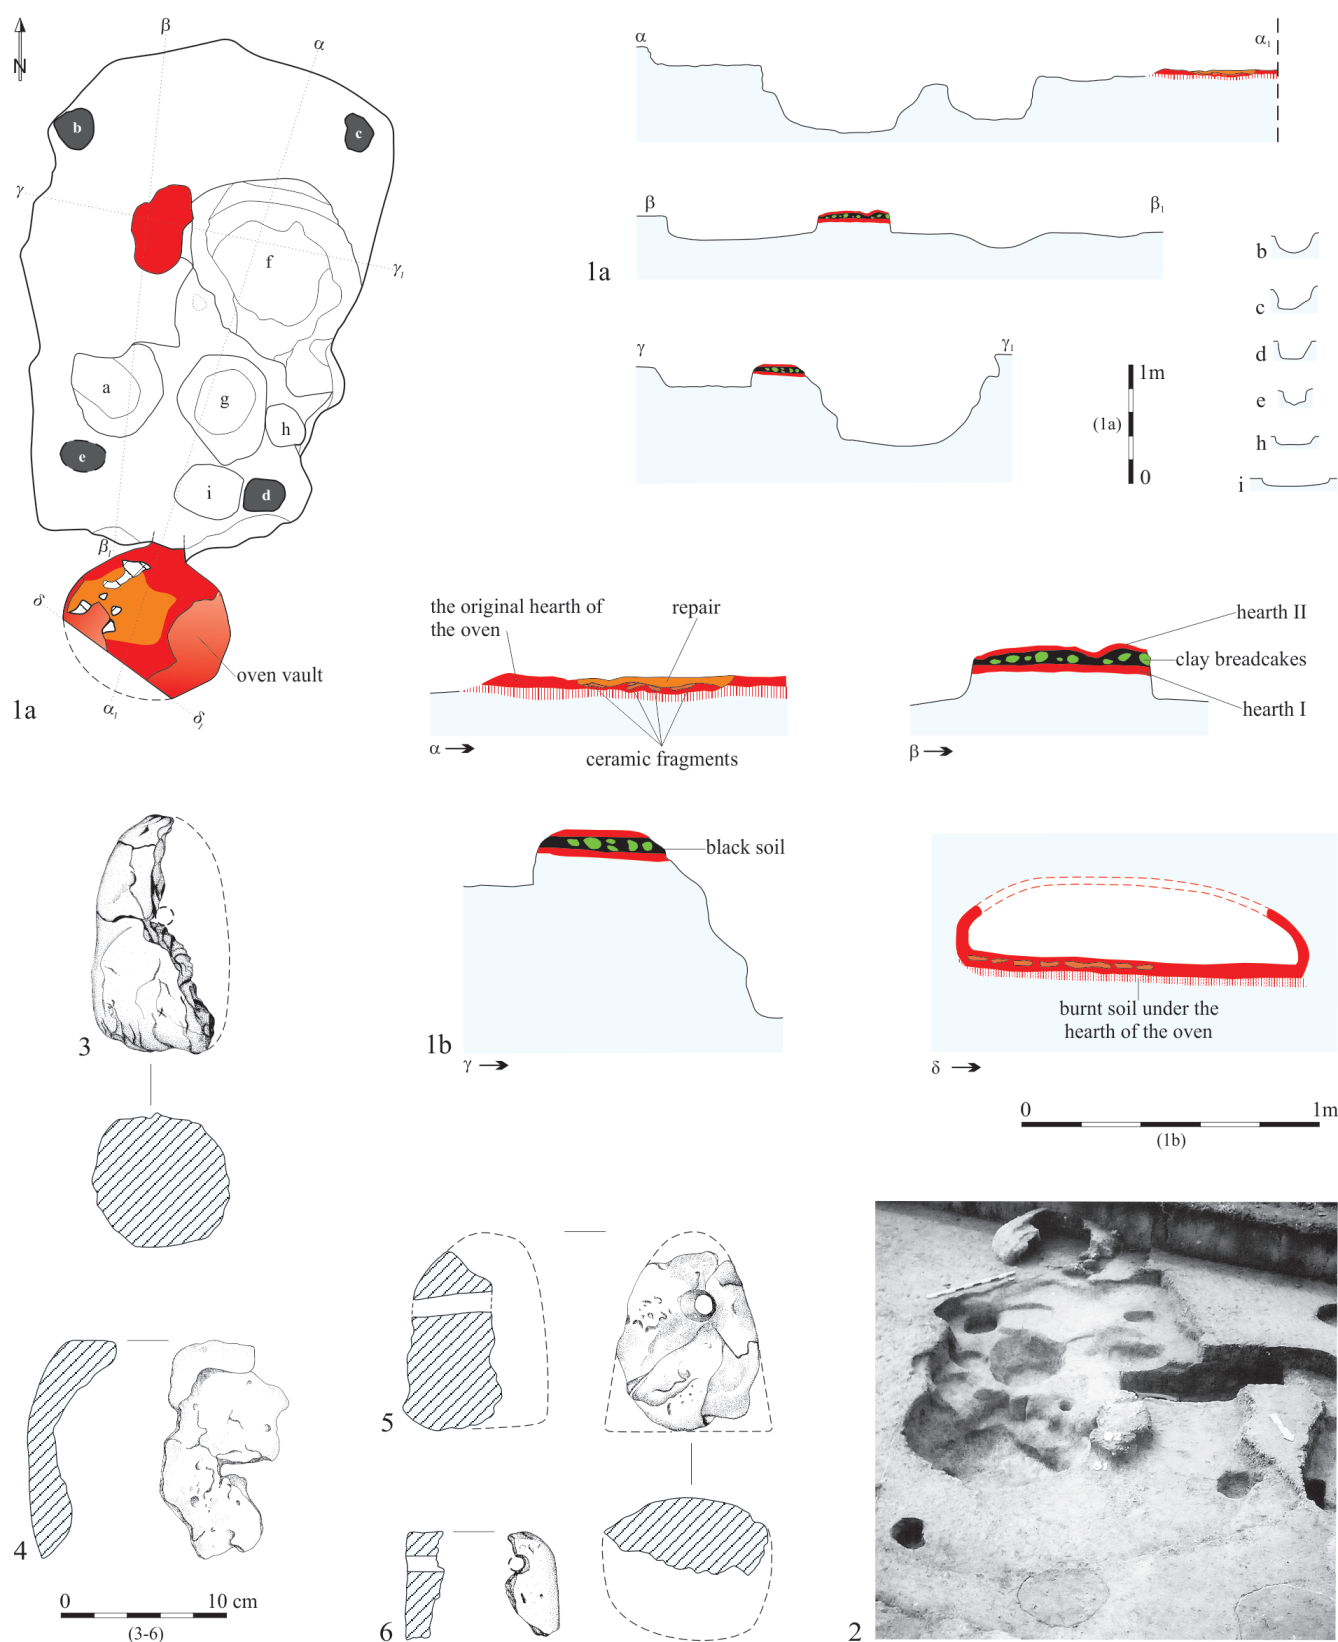 N
β
α
b
c
γ
f
γ₁
a
g
h
e
i
d
β₁
δ
oven vault
α₁
δ₁
1a
α
α₁
β
β₁
1a
γ
γ₁
1m
(1a)
0
b
c
d
e
h
i
the original hearth of
the oven
repair
ceramic fragments
α
hearth II
clay breadcakes
hearth I
β
black soil
1b
γ
burnt soil under the
hearth of the oven
δ
0 1m
(1b)
3
4
5
6
2
0 10 cm
(3-6)